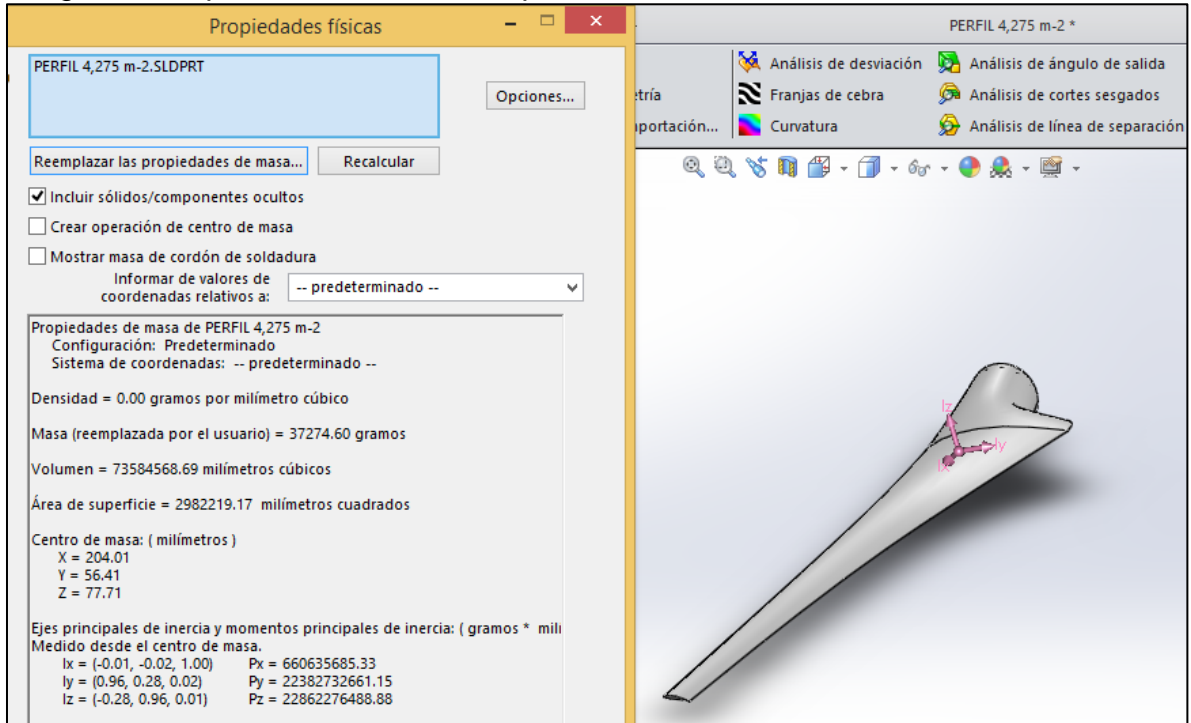 Propiedades físicas
PERFIL 4,275 m-2.SLDPRT
Opciones...
Reemplazar las propiedades de masa...
Recalcular
Incluir sólidos/componentes ocultos
Crear operación de centro de masa
Mostrar masa de cordón de soldadura
Informar de valores de
coordenadas relativos a:
-- predeterminado --
Propiedades de masa de PERFIL 4,275 m-2
Configuración: Predeterminado
Sistema de coordenadas: -- predeterminado --
Densidad = 0.00 gramos por milímetro cúbico
Masa (reemplazada por el usuario) = 37274.60 gramos
Volumen = 73584568.69 milímetros cúbicos
Área de superficie = 2982219.17 milímetros cuadrados
Centro de masa: ( milímetros )
X = 204.01
Y = 56.41
Z = 77.71
Ejes principales de inercia y momentos principales de inercia: ( gramos * mili
Medido desde el centro de masa.
Ix = (-0.01, -0.02, 1.00) Px = 660635685.33
Iy = (0.96, 0.28, 0.02) Py = 22382732661.15
Iz = (-0.28, 0.96, 0.01) Pz = 22862276488.88
PERFIL 4,275 m-2 *
Análisis de desviación
Análisis de ángulo de salida
etría
Franjas de cebra
Análisis de cortes sesgados
portación...
Curvatura
Análisis de línea de separación
Iz
Iy
Ix